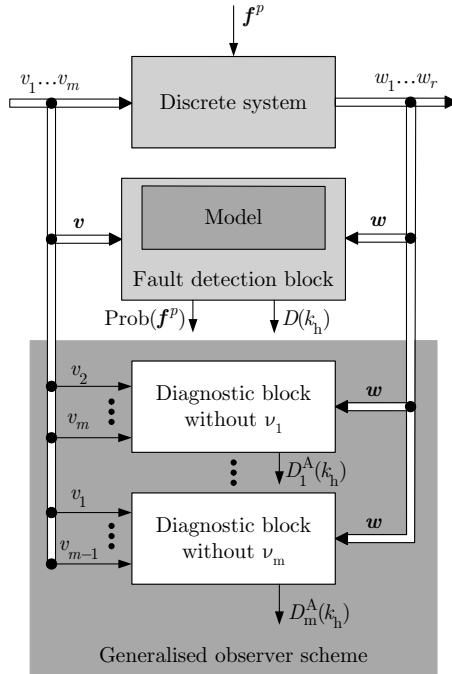 f^p
v_1...v_m
w_1...w_r
Discrete system
v
w
Model
Fault detection block
Prob(f^p)
D(k_h)
v_2
Diagnostic block
without ν_1
w
v_m
D_1^A(k_h)
v_1
Diagnostic block
without ν_m
w
v_{m−1}
D_m^A(k_h)
Generalised observer scheme